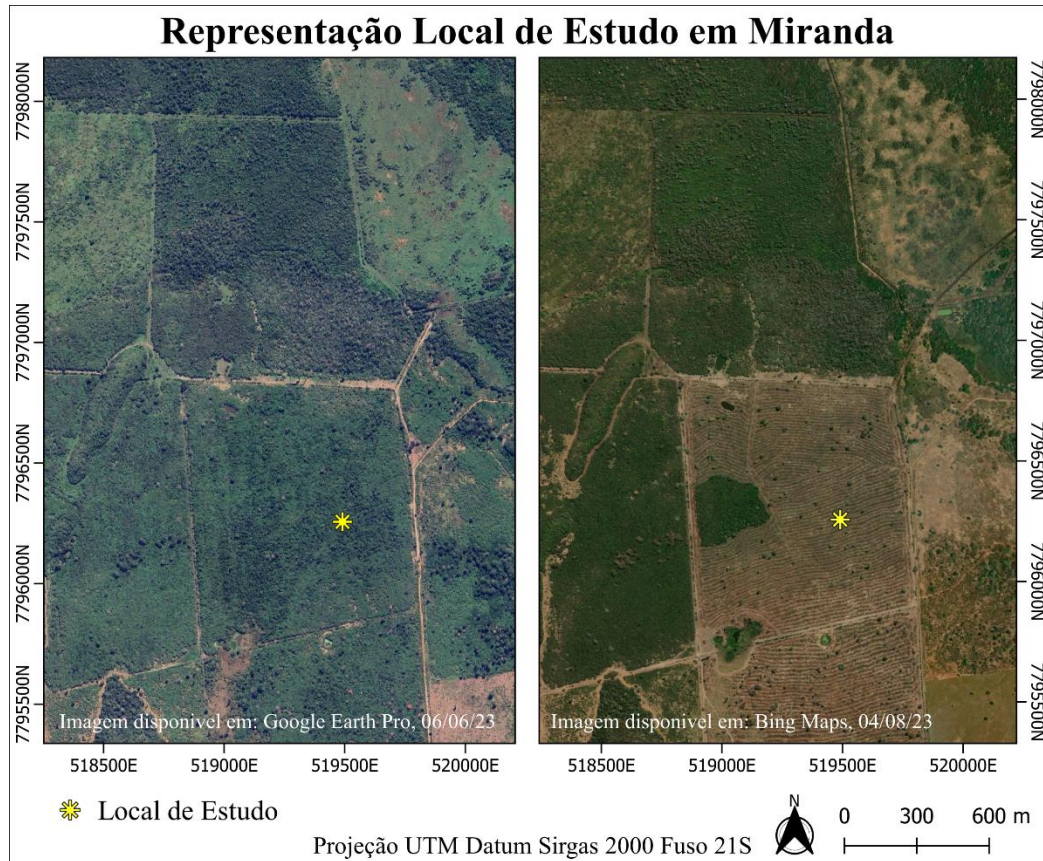 Representação Local de Estudo em Miranda
7798000N
7797500N
7797000N
7796500N
7796000N
7795500N
Imagem disponivel em: Google Earth Pro, 06/06/23
518500E 519000E 519500E 520000E
7798000N
7797500N
7797000N
7796500N
7796000N
7795500N
Imagem disponivel em: Bing Maps, 04/08/23
518500E 519000E 519500E 520000E
Local de Estudo
Projeção UTM Datum Sirgas 2000 Fuso 21S
N
0 300 600 m